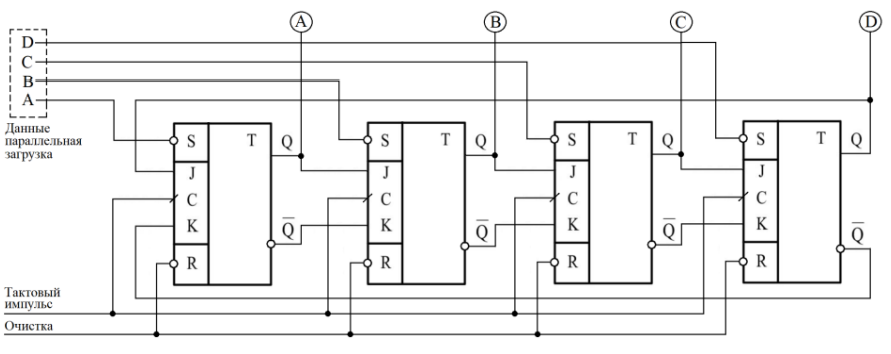 A B C D
D
C
B
A
Данные
параллельная
загрузка
S T Q S T Q S T Q S T Q
J J J J
C C C C
K Q K Q K Q K Q
R R R R
Тактовый
импульс
Очистка